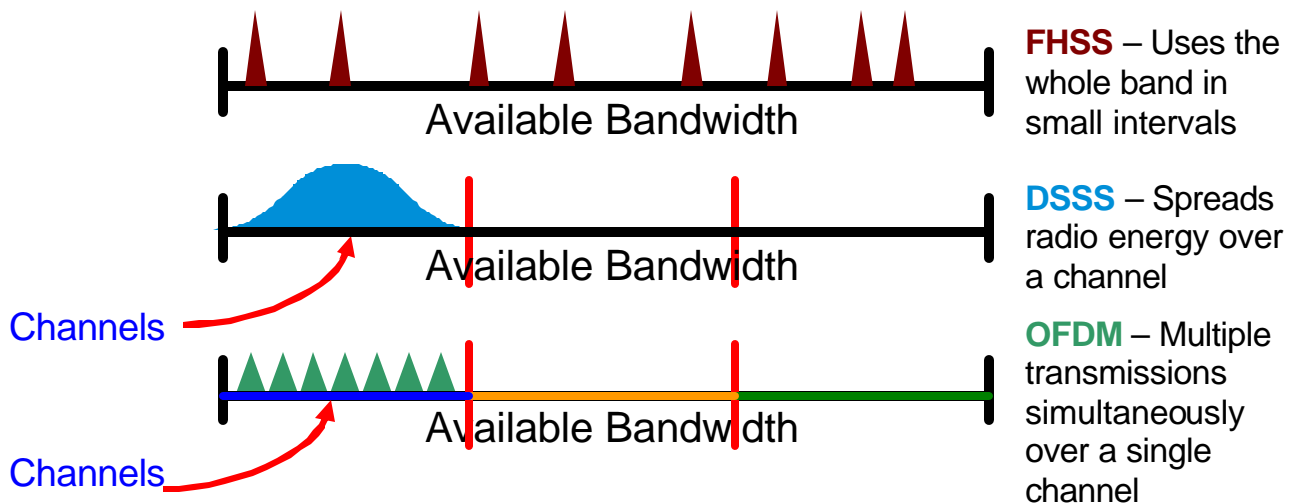 FHSS – Uses the
whole band in
small intervals
Available Bandwidth
DSSS – Spreads
radio energy over
a channel
Available Bandwidth
Channels
OFDM – Multiple
transmissions
simultaneously
over a single
channel
Available Bandwidth
Channels